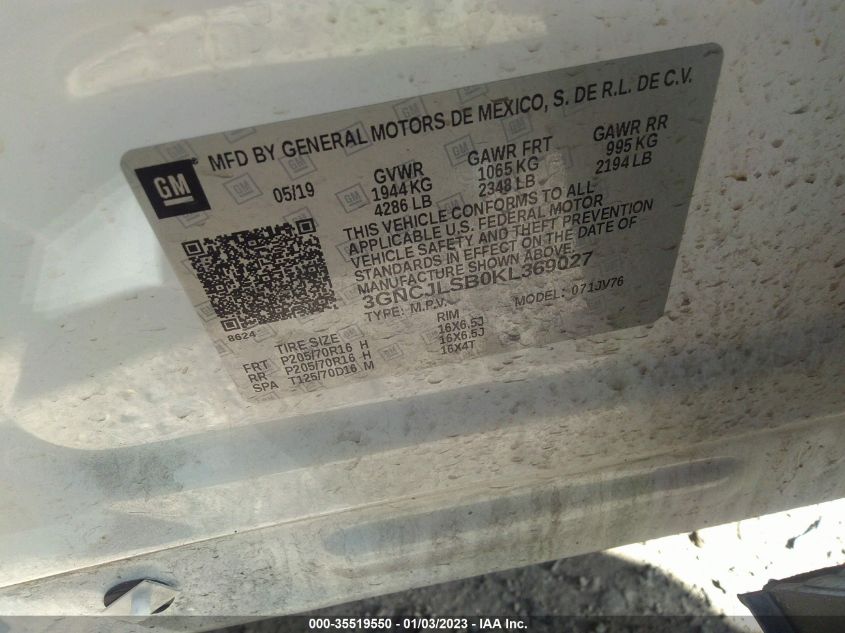 GM
MFD BY GENERAL MOTORS DE MEXICO, S. DE R.L. DE C.V.
05/19
GVWR
1944 KG
4286 LB
GAWR FRT
1065 KG
2348 LB
GAWR RR
995 KG
2194 LB
THIS VEHICLE CONFORMS TO ALL
APPLICABLE U.S. FEDERAL MOTOR
VEHICLE SAFETY AND THEFT PREVENTION
STANDARDS IN EFFECT ON THE DATE OF
MANUFACTURE SHOWN ABOVE.
3GNCJLSB0KL369027
TYPE: M.P.V.
MODEL: 071JV76
8624
TIRE SIZE
RIM
FRT P205/70R16 H 16X6.5J
RR P205/70R16 H 16X6.5J
SPA T125/70D16 M 16X4T
000-35519550 - 01/03/2023 - IAA Inc.